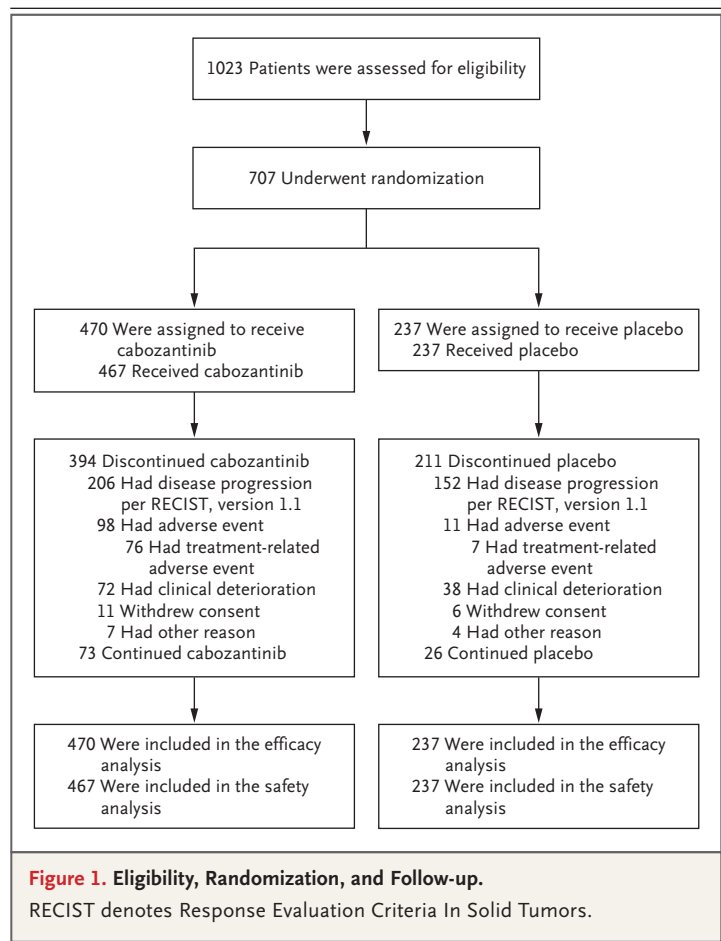 1023 Patients were assessed for eligibility
707 Underwent randomization
470 Were assigned to receive
cabozantinib
467 Received cabozantinib
237 Were assigned to receive placebo
237 Received placebo
394 Discontinued cabozantinib
206 Had disease progression
per RECIST, version 1.1
98 Had adverse event
76 Had treatment-related
adverse event
72 Had clinical deterioration
11 Withdrew consent
7 Had other reason
73 Continued cabozantinib
211 Discontinued placebo
152 Had disease progression
per RECIST, version 1.1
11 Had adverse event
7 Had treatment-related
adverse event
38 Had clinical deterioration
6 Withdrew consent
4 Had other reason
26 Continued placebo
470 Were included in the efficacy
analysis
467 Were included in the safety
analysis
237 Were included in the efficacy
analysis
237 Were included in the safety
analysis
Figure 1. Eligibility, Randomization, and Follow-up.
RECIST denotes Response Evaluation Criteria In Solid Tumors.